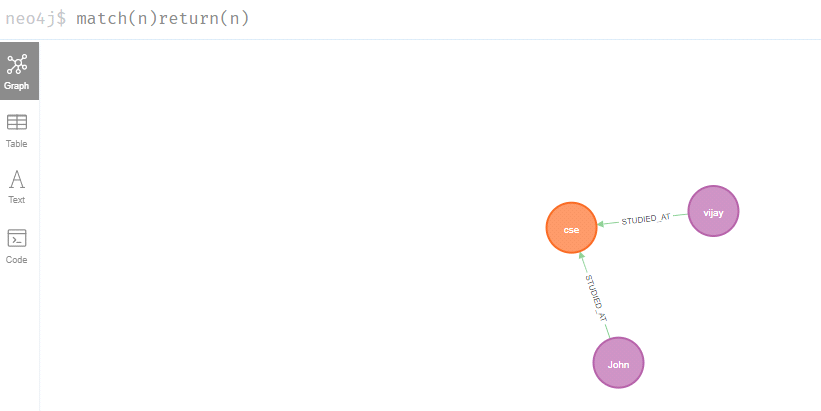 neo4j$ match(n)return(n)
Graph
Table
Text
Code
cse
STUDIED_AT
vijay
STUDIED_AT
John